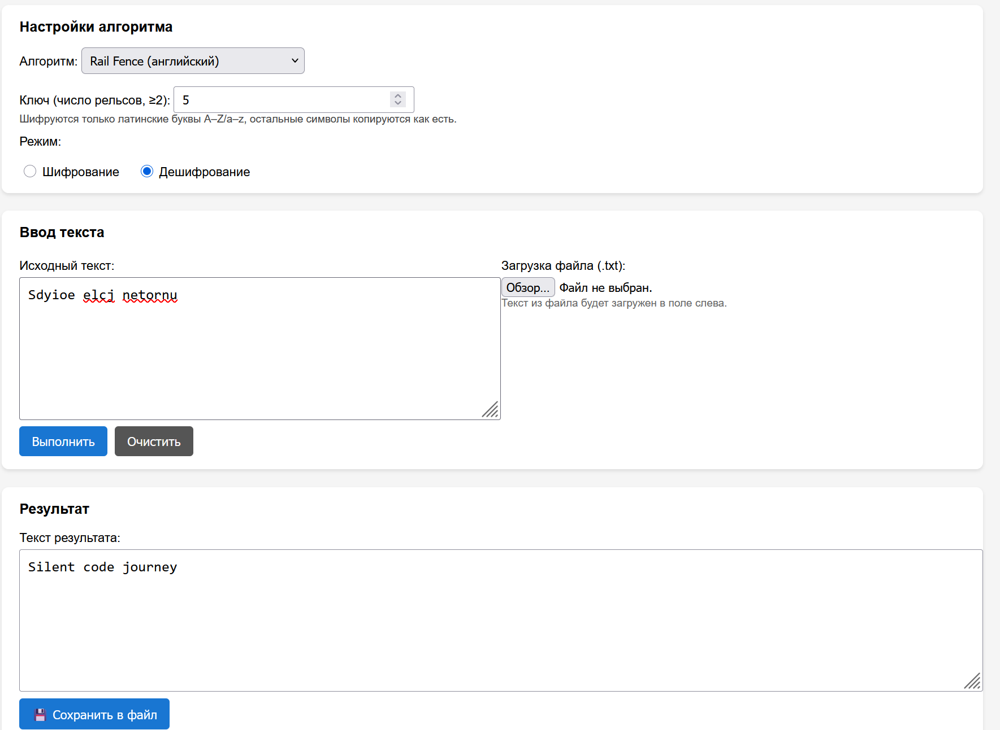 Настройки алгоритма
Алгоритм: Rail Fence (английский)
Ключ (число рельсов, ≥2): 5
Шифруются только латинские буквы A–Z/a–z, остальные символы копируются как есть.
Режим:
Шифрование Дешифрование
Ввод текста
Исходный текст:
Sdyioe elcj netornu
Загрузка файла (.txt):
Обзор... Файл не выбран.
Текст из файла будет загружен в поле слева.
Выполнить Очистить
Результат
Текст результата:
Silent code journey
Сохранить в файл